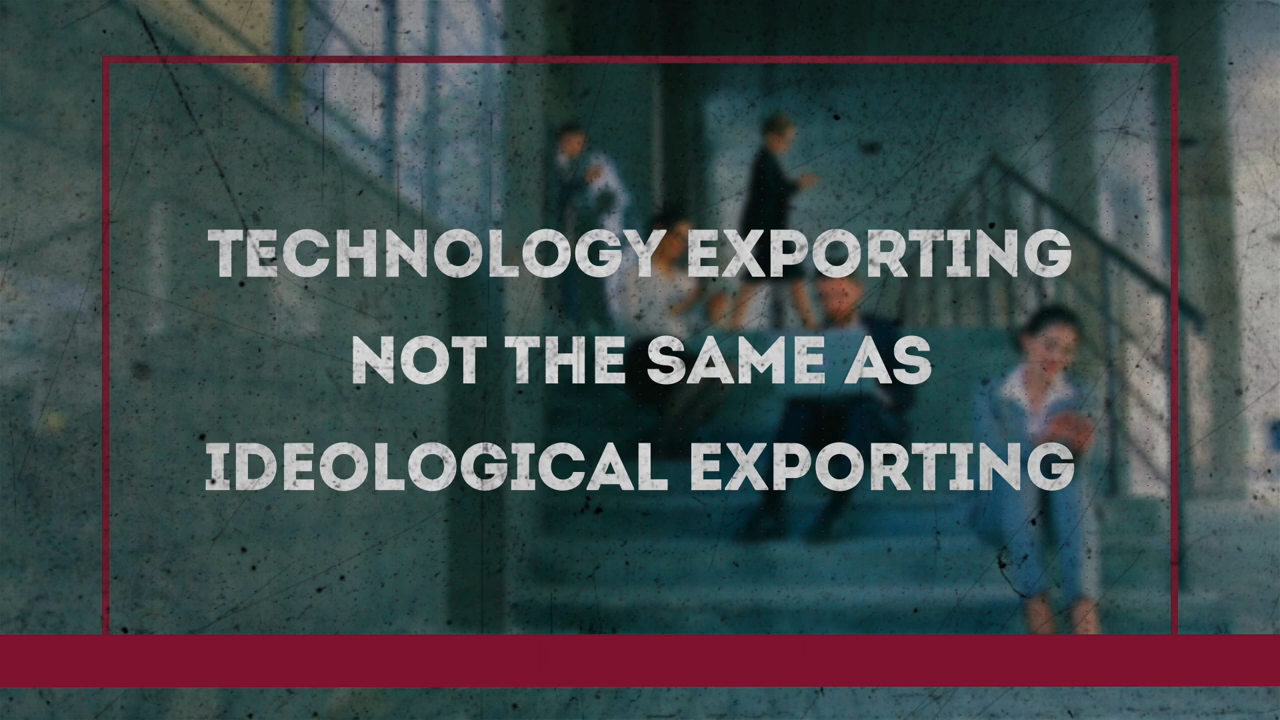 TECHNOLOGY EXPORTING
NOT THE SAME AS
IDEOLOGICAL EXPORTING